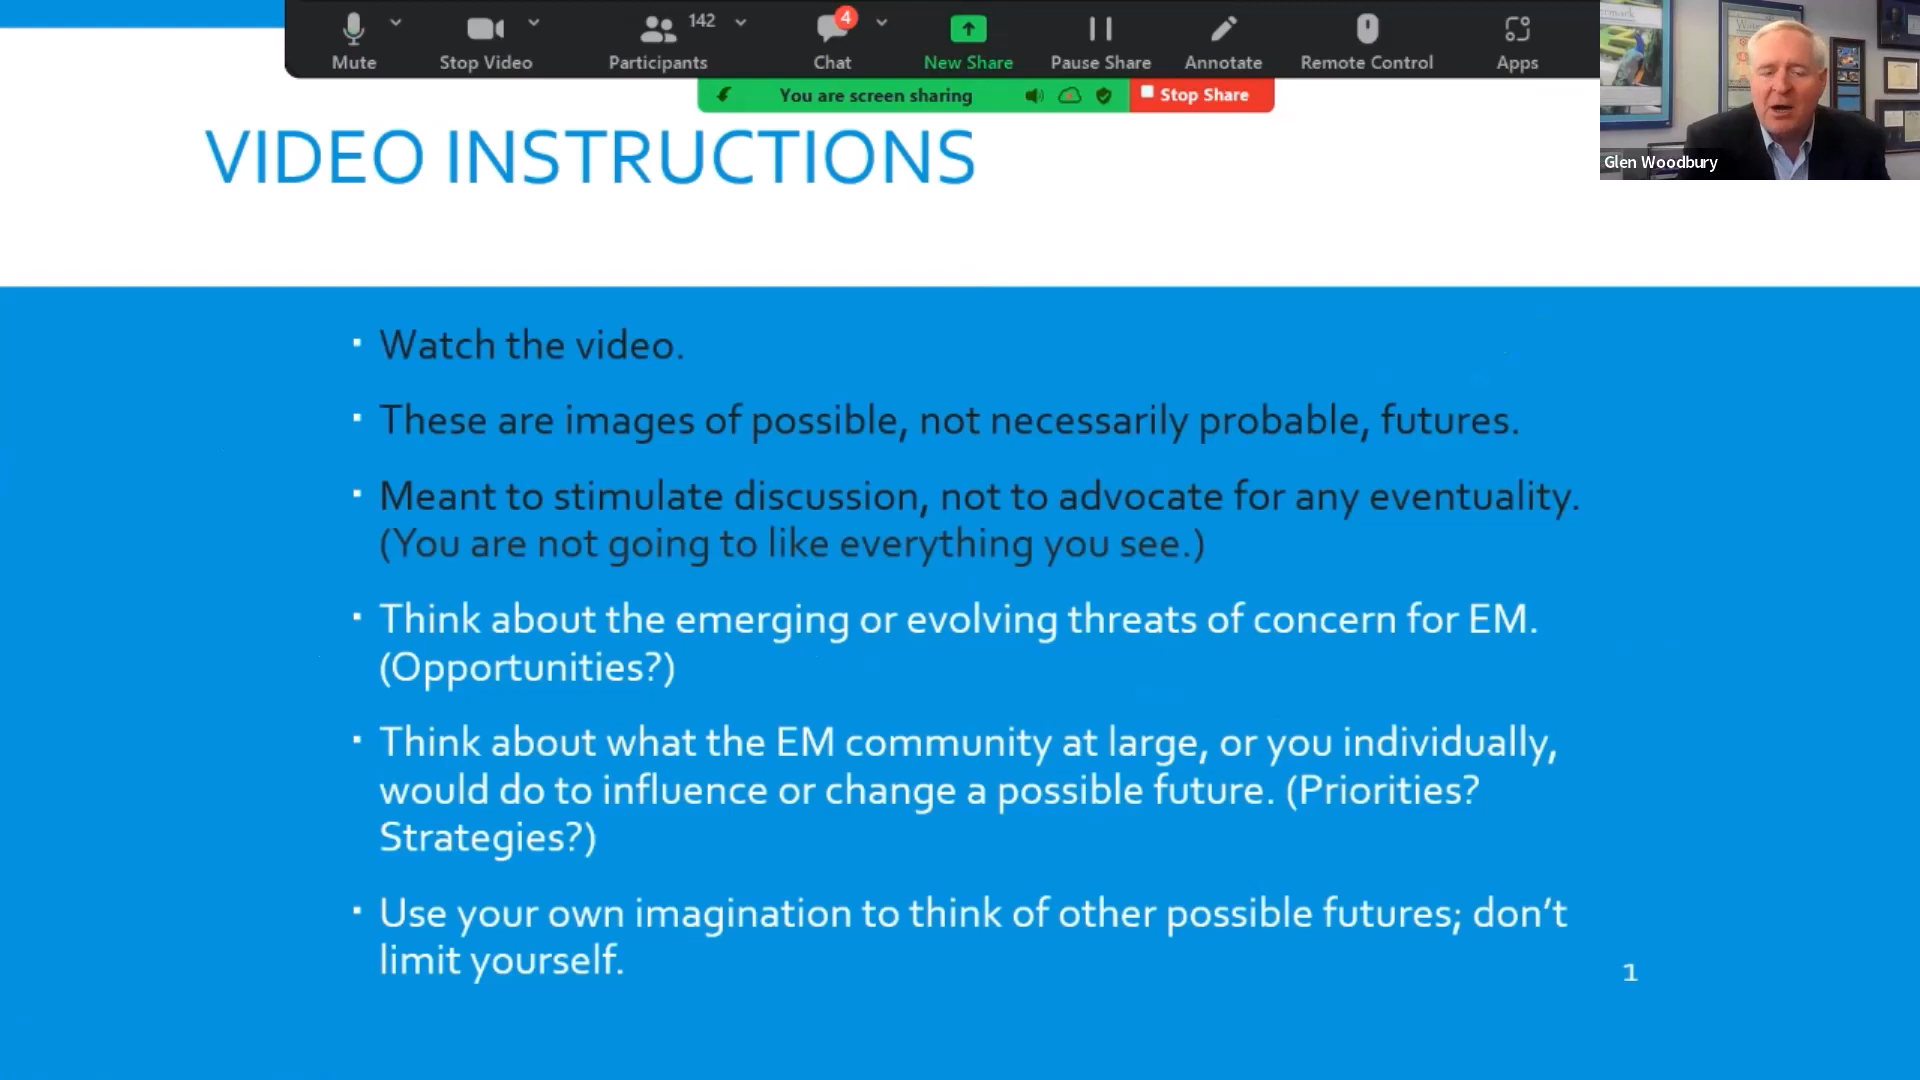 Mute
Stop Video
Participants
142
Chat
4
New Share
Pause Share
Annotate
Remote Control
Apps
You are screen sharing
Stop Share
Glen Woodbury
VIDEO INSTRUCTIONS
▪ Watch the video.
▪ These are images of possible, not necessarily probable, futures.
▪ Meant to stimulate discussion, not to advocate for any eventuality.
(You are not going to like everything you see.)
▪ Think about the emerging or evolving threats of concern for EM.
(Opportunities?)
▪ Think about what the EM community at large, or you individually,
would do to influence or change a possible future. (Priorities?
Strategies?)
▪ Use your own imagination to think of other possible futures; don’t
limit yourself.
1